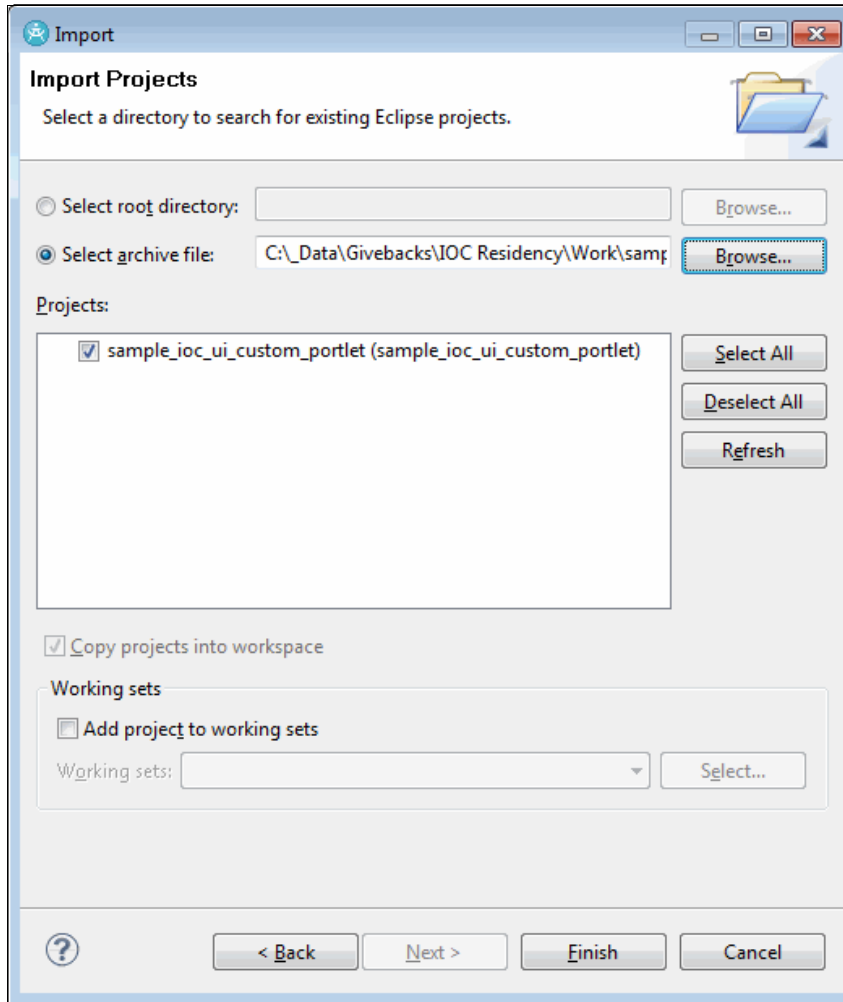 Import
Import Projects
Select a directory to search for existing Eclipse projects.
Select root directory: Browse...
Select archive file: C:\_Data\Givebacks\IOC Residency\Work\samp Browse...
Projects:
sample_ioc_ui_custom_portlet (sample_ioc_ui_custom_portlet) Select All
Deselect All
Refresh
Copy projects into workspace
Working sets
Add project to working sets
Working sets: Select...
? < Back Next > Finish Cancel